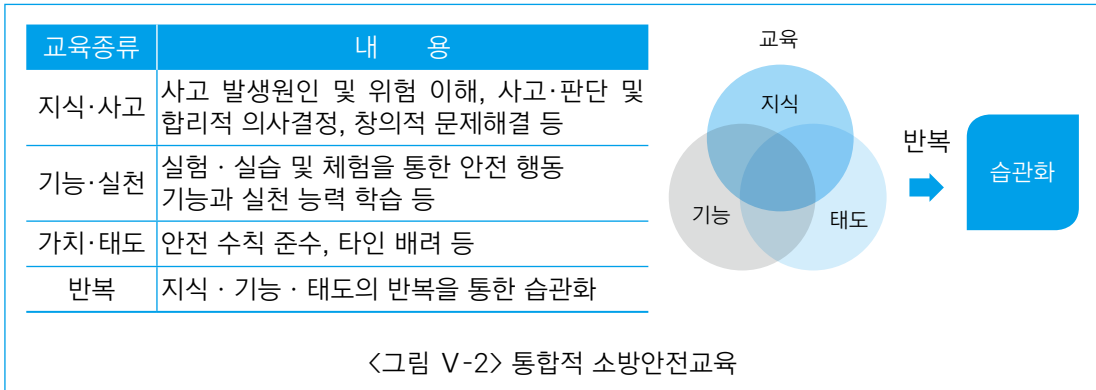 교육종류 내 용
지식·사고 사고 발생원인 및 위험 이해, 사고·판단 및
합리적 의사결정, 창의적 문제해결 등
기능·실천 실험 · 실습 및 체험을 통한 안전 행동
기능과 실천 능력 학습 등
가치·태도 안전 수칙 준수, 타인 배려 등
반복 지식 · 기능 · 태도의 반복을 통한 습관화
교육
지식
기능
태도
반복
습관화
<그림 Ⅴ-2> 통합적 소방안전교육